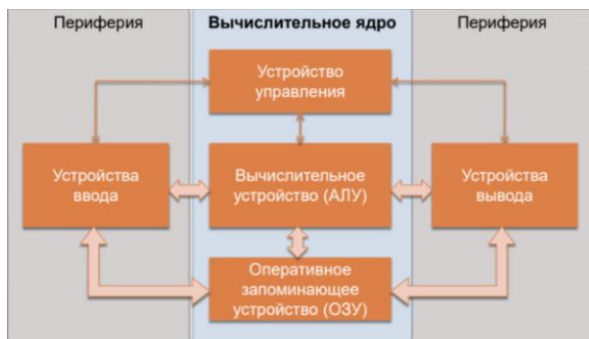 Периферия
Вычислительное ядро
Периферия
Устройство
управления
Устройства
ввода
Вычислительное
устройство (АЛУ)
Устройства
вывода
Оперативное
запоминающее
устройство (ОЗУ)